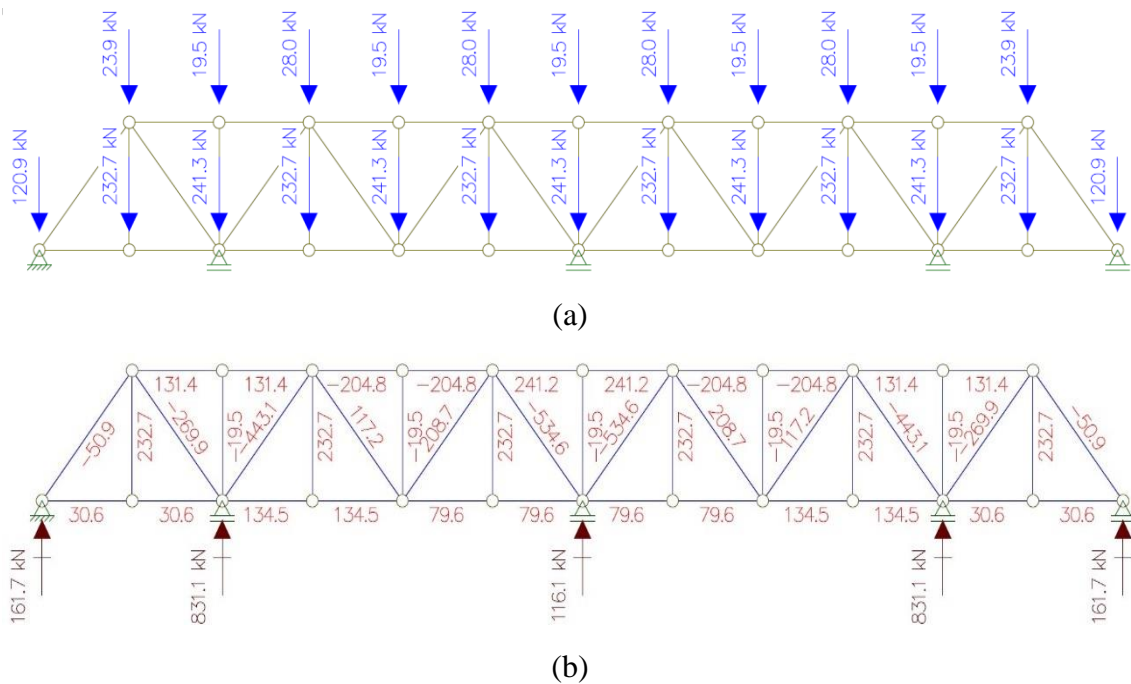 23.9 kN
19.5 kN
28.0 kN
19.5 kN
28.0 kN
19.5 kN
28.0 kN
19.5 kN
28.0 kN
19.5 kN
23.9 kN
120.9 kN
232.7 kN
241.3 kN
232.7 kN
241.3 kN
232.7 kN
241.3 kN
232.7 kN
241.3 kN
232.7 kN
241.3 kN
232.7 kN
120.9 kN
(a)
131.4
131.4
-204.8
-204.8
241.2
241.2
-204.8
-204.8
131.4
131.4
-50.9
232.7
-269.9
-19.5
-443.1
232.7
117.2
-19.5
-208.7
232.7
-534.6
-19.5
-534.6
232.7
208.7
-19.5
-117.2
232.7
-443.1
-19.5
-269.9
232.7
-50.9
30.6
30.6
134.5
134.5
79.6
79.6
79.6
79.6
134.5
134.5
30.6
30.6
161.7 kN
831.1 kN
116.1 kN
831.1 kN
161.7 kN
(b)